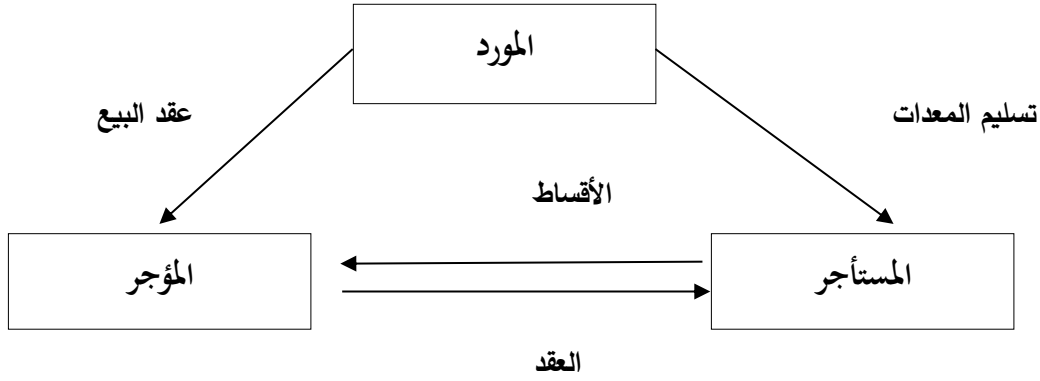 المورد
تسليم المعدات
عقد البيع
الأقساط
المستأجر
المؤجر
العقد